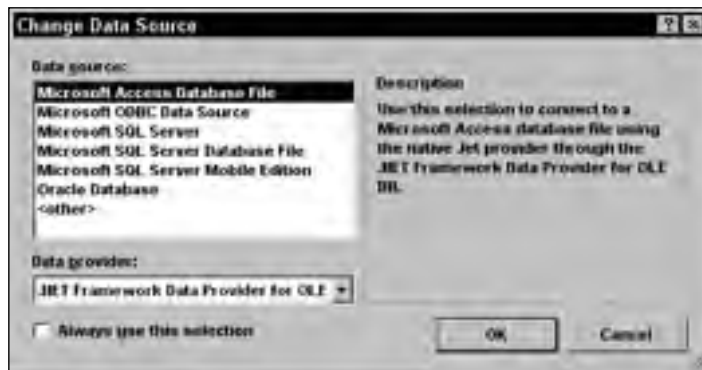 Change Data Source
Data source:
Microsoft Access Database File
Microsoft ODBC Data Source
Microsoft SQL Server
Microsoft SQL Server Database File
Microsoft SQL Server Mobile Edition
Oracle Database
<other>
Description
Use this selection to connect to a
Microsoft Access database file using
the native Jet provider through the
.NET Framework Data Provider for OLE
DB.
Data provider:
.NET Framework Data Provider for OLE
Always use this selection
OK
Cancel